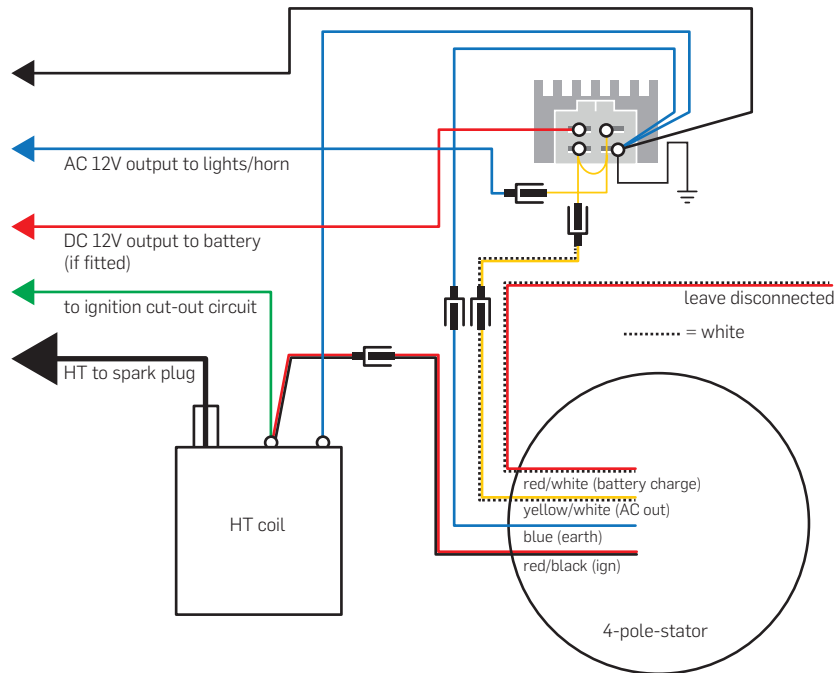 AC 12V output to lights/horn
DC 12V output to battery
(if fitted)
to ignition cut-out circuit
HT to spark plug
leave disconnected
= white
red/white (battery charge)
yellow/white (AC out)
blue (earth)
red/black (ign)
HT coil
4-pole-stator